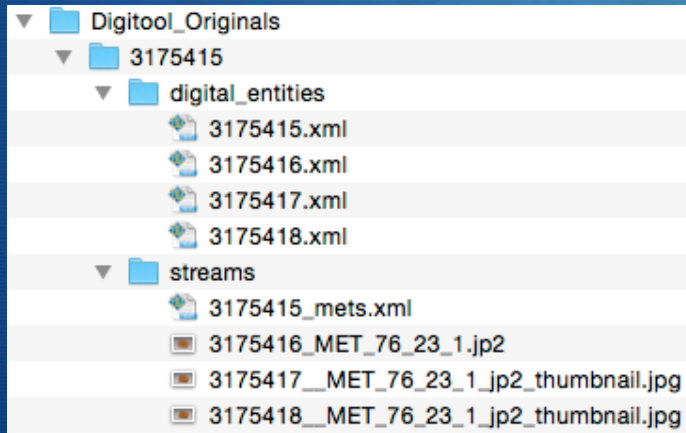 Digitool_Originals
3175415
digital_entities
3175415.xml
3175416.xml
3175417.xml
3175418.xml
streams
3175415_mets.xml
3175416_MET_76_23_1.jp2
3175417__MET_76_23_1_jp2_thumbnail.jpg
3175418__MET_76_23_1_jp2_thumbnail.jpg